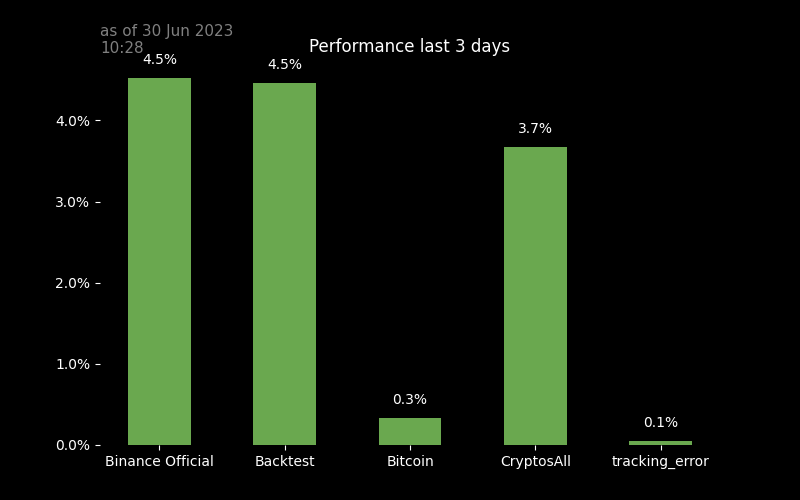 as of 30 Jun 2023
10:28
Performance last 3 days
4.5%
4.5%
3.7%
0.3%
0.1%
4.0%
3.0%
2.0%
1.0%
0.0%
Binance Official
Backtest
Bitcoin
CryptosAll
tracking_error